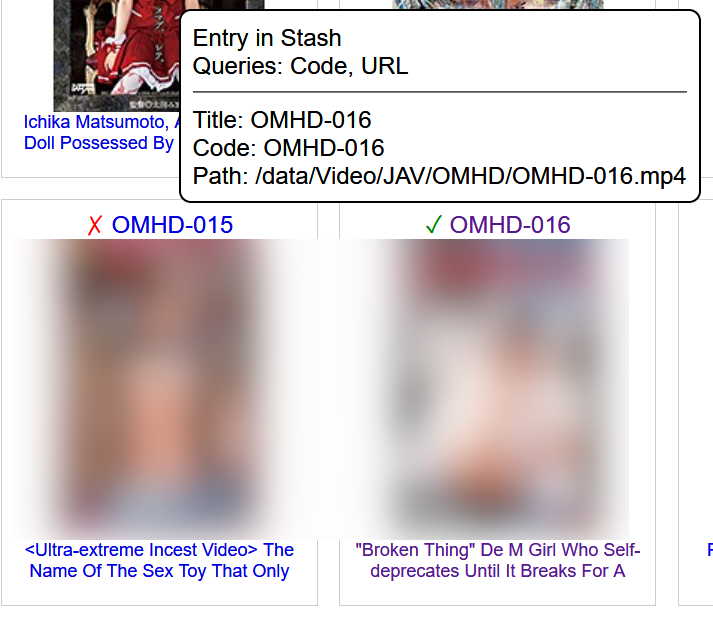 Entry in Stash
Queries: Code, URL
Title: OMHD-016
Code: OMHD-016
Path: /data/Video/JAV/OMHD/OMHD-016.mp4
Ichika Matsumoto,
Doll Possessed By
✗ OMHD-015
✓ OMHD-016
<Ultra-extreme Incest Video> The
Name Of The Sex Toy That Only
"Broken Thing" De M Girl Who Self-
deprecates Until It Breaks For A